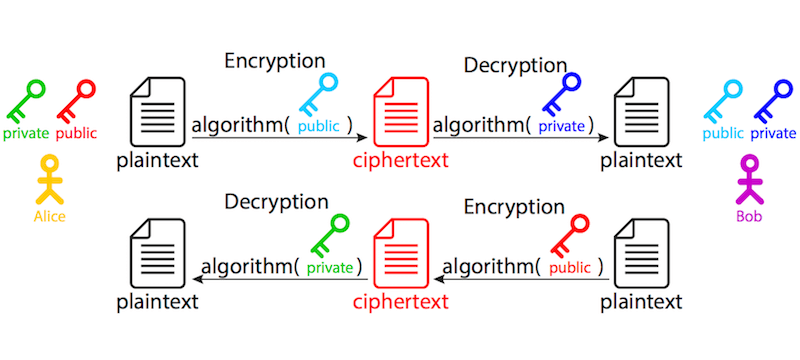 Encryption
Decryption
private public
algorithm( public )
algorithm( private )
public private
plaintext
ciphertext
plaintext
Alice
Bob
Decryption
Encryption
algorithm( private )
algorithm( public )
plaintext
ciphertext
plaintext